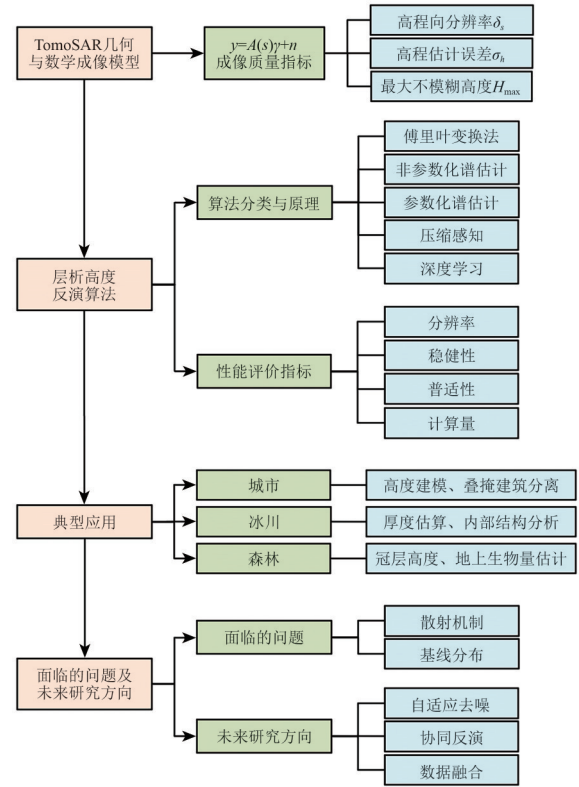 TomoSAR几何
与数学成像模型
y=A(s)γ+n
成像质量指标
高程向分辨率δs
高程估计误差σh
最大不模糊高度Hmax
层析高度
反演算法
算法分类与原理
傅里叶变换法
非参数化谱估计
参数化谱估计
压缩感知
深度学习
性能评价指标
分辨率
稳健性
普适性
计算量
典型应用
城市
高度建模、叠掩建筑分离
冰川
厚度估算、内部结构分析
森林
冠层高度、地上生物量估计
面临的问题及
未来研究方向
面临的问题
散射机制
基线分布
未来研究方向
自适应去噪
协同反演
数据融合